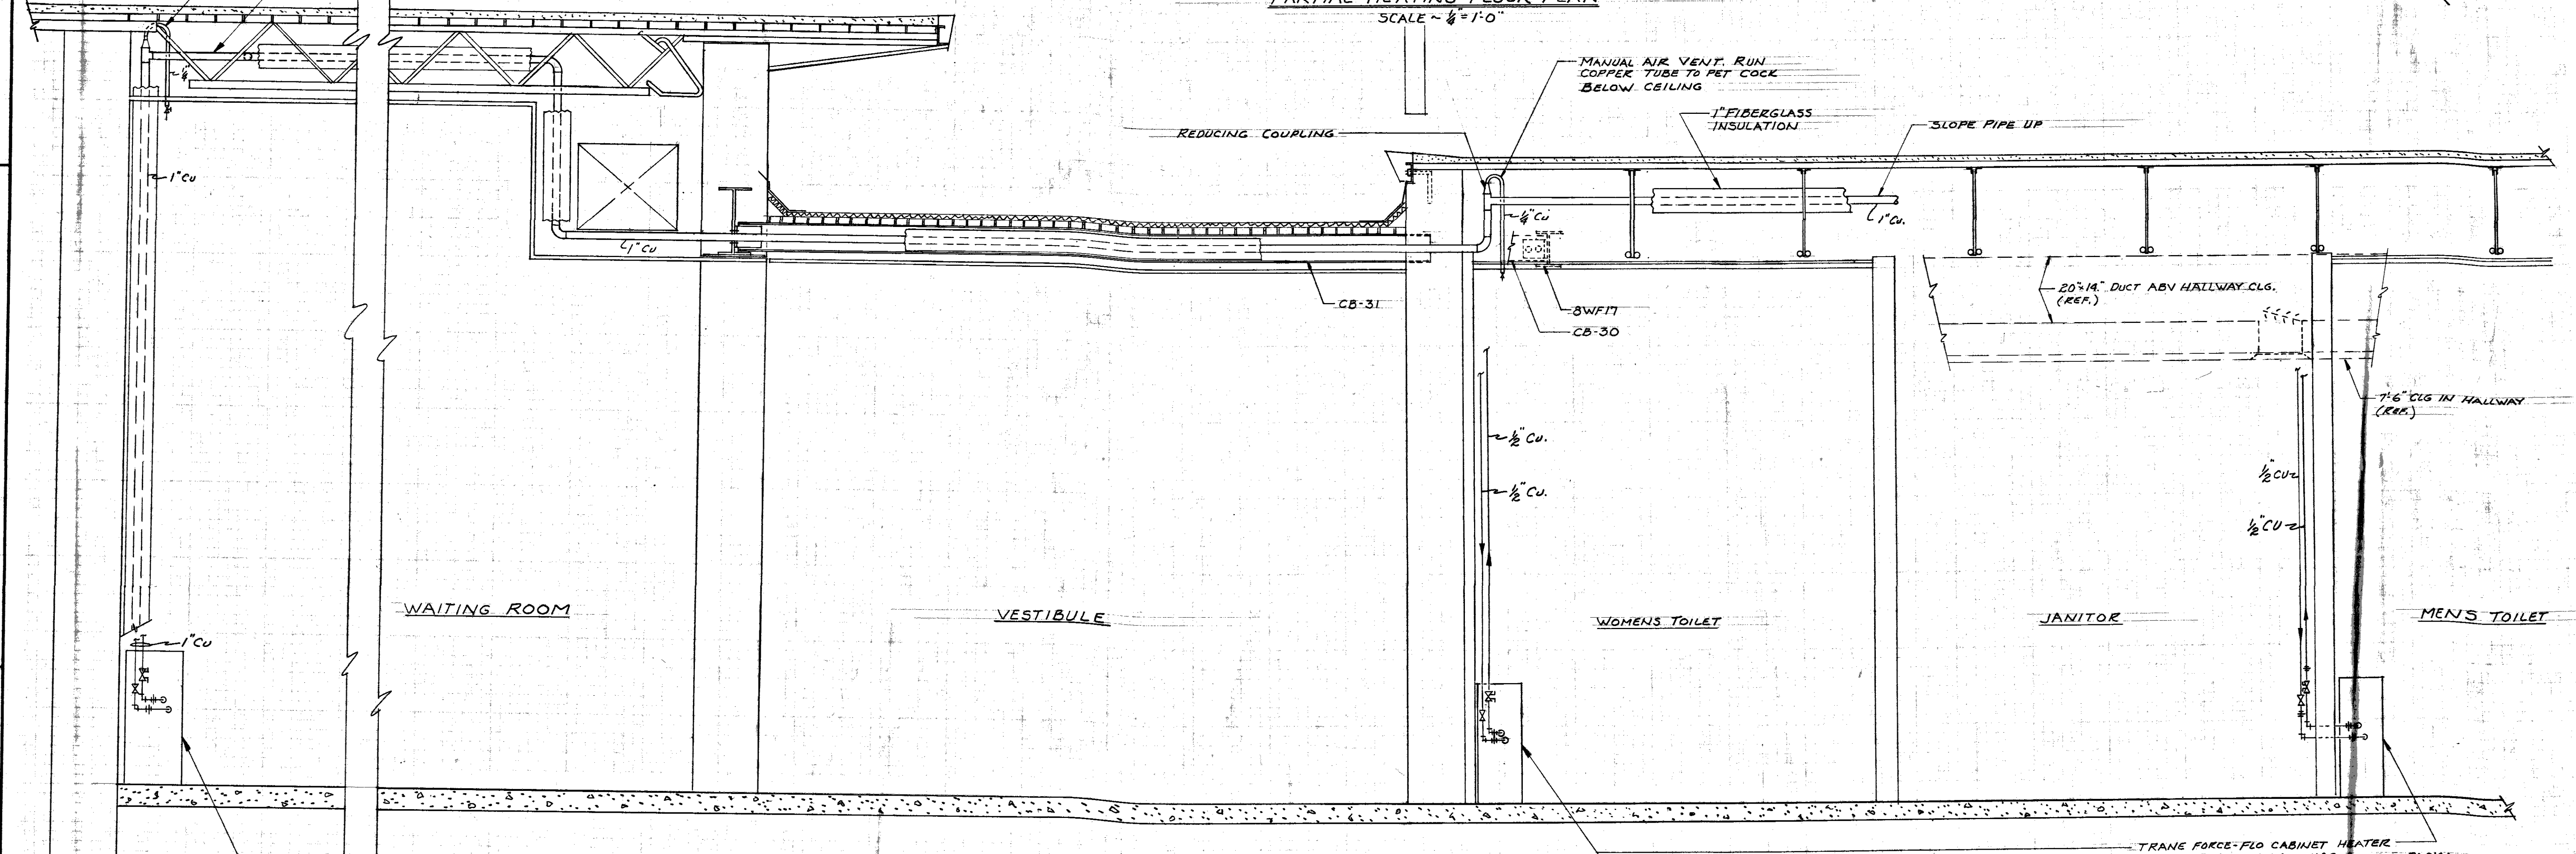 PARTIAL HEATING FLOOR PLAN
SCALE ~ 1/4" = 1'-0"
MANUAL AIR VENT. RUN
COPPER TUBE TO PET COCK
BELOW CEILING
1" FIBERGLASS
INSULATION
SLOPE PIPE UP
REDUCING COUPLING
1/4"
1" CU
1" CU
1/4" CU
1" CU.
CB-31
8WF17
CB-30
20"x14" DUCT ABV HALLWAY CLG.
(REF.)
7'-6" CLG IN HALLWAY
(REF.)
1/2" CU.
1/2" CU.
1/2" CU
1/2" CU
WAITING ROOM
VESTIBULE
WOMENS TOILET
JANITOR
MENS TOILET
1" CU
TRANE FORCE-FLO CABINET HEATER